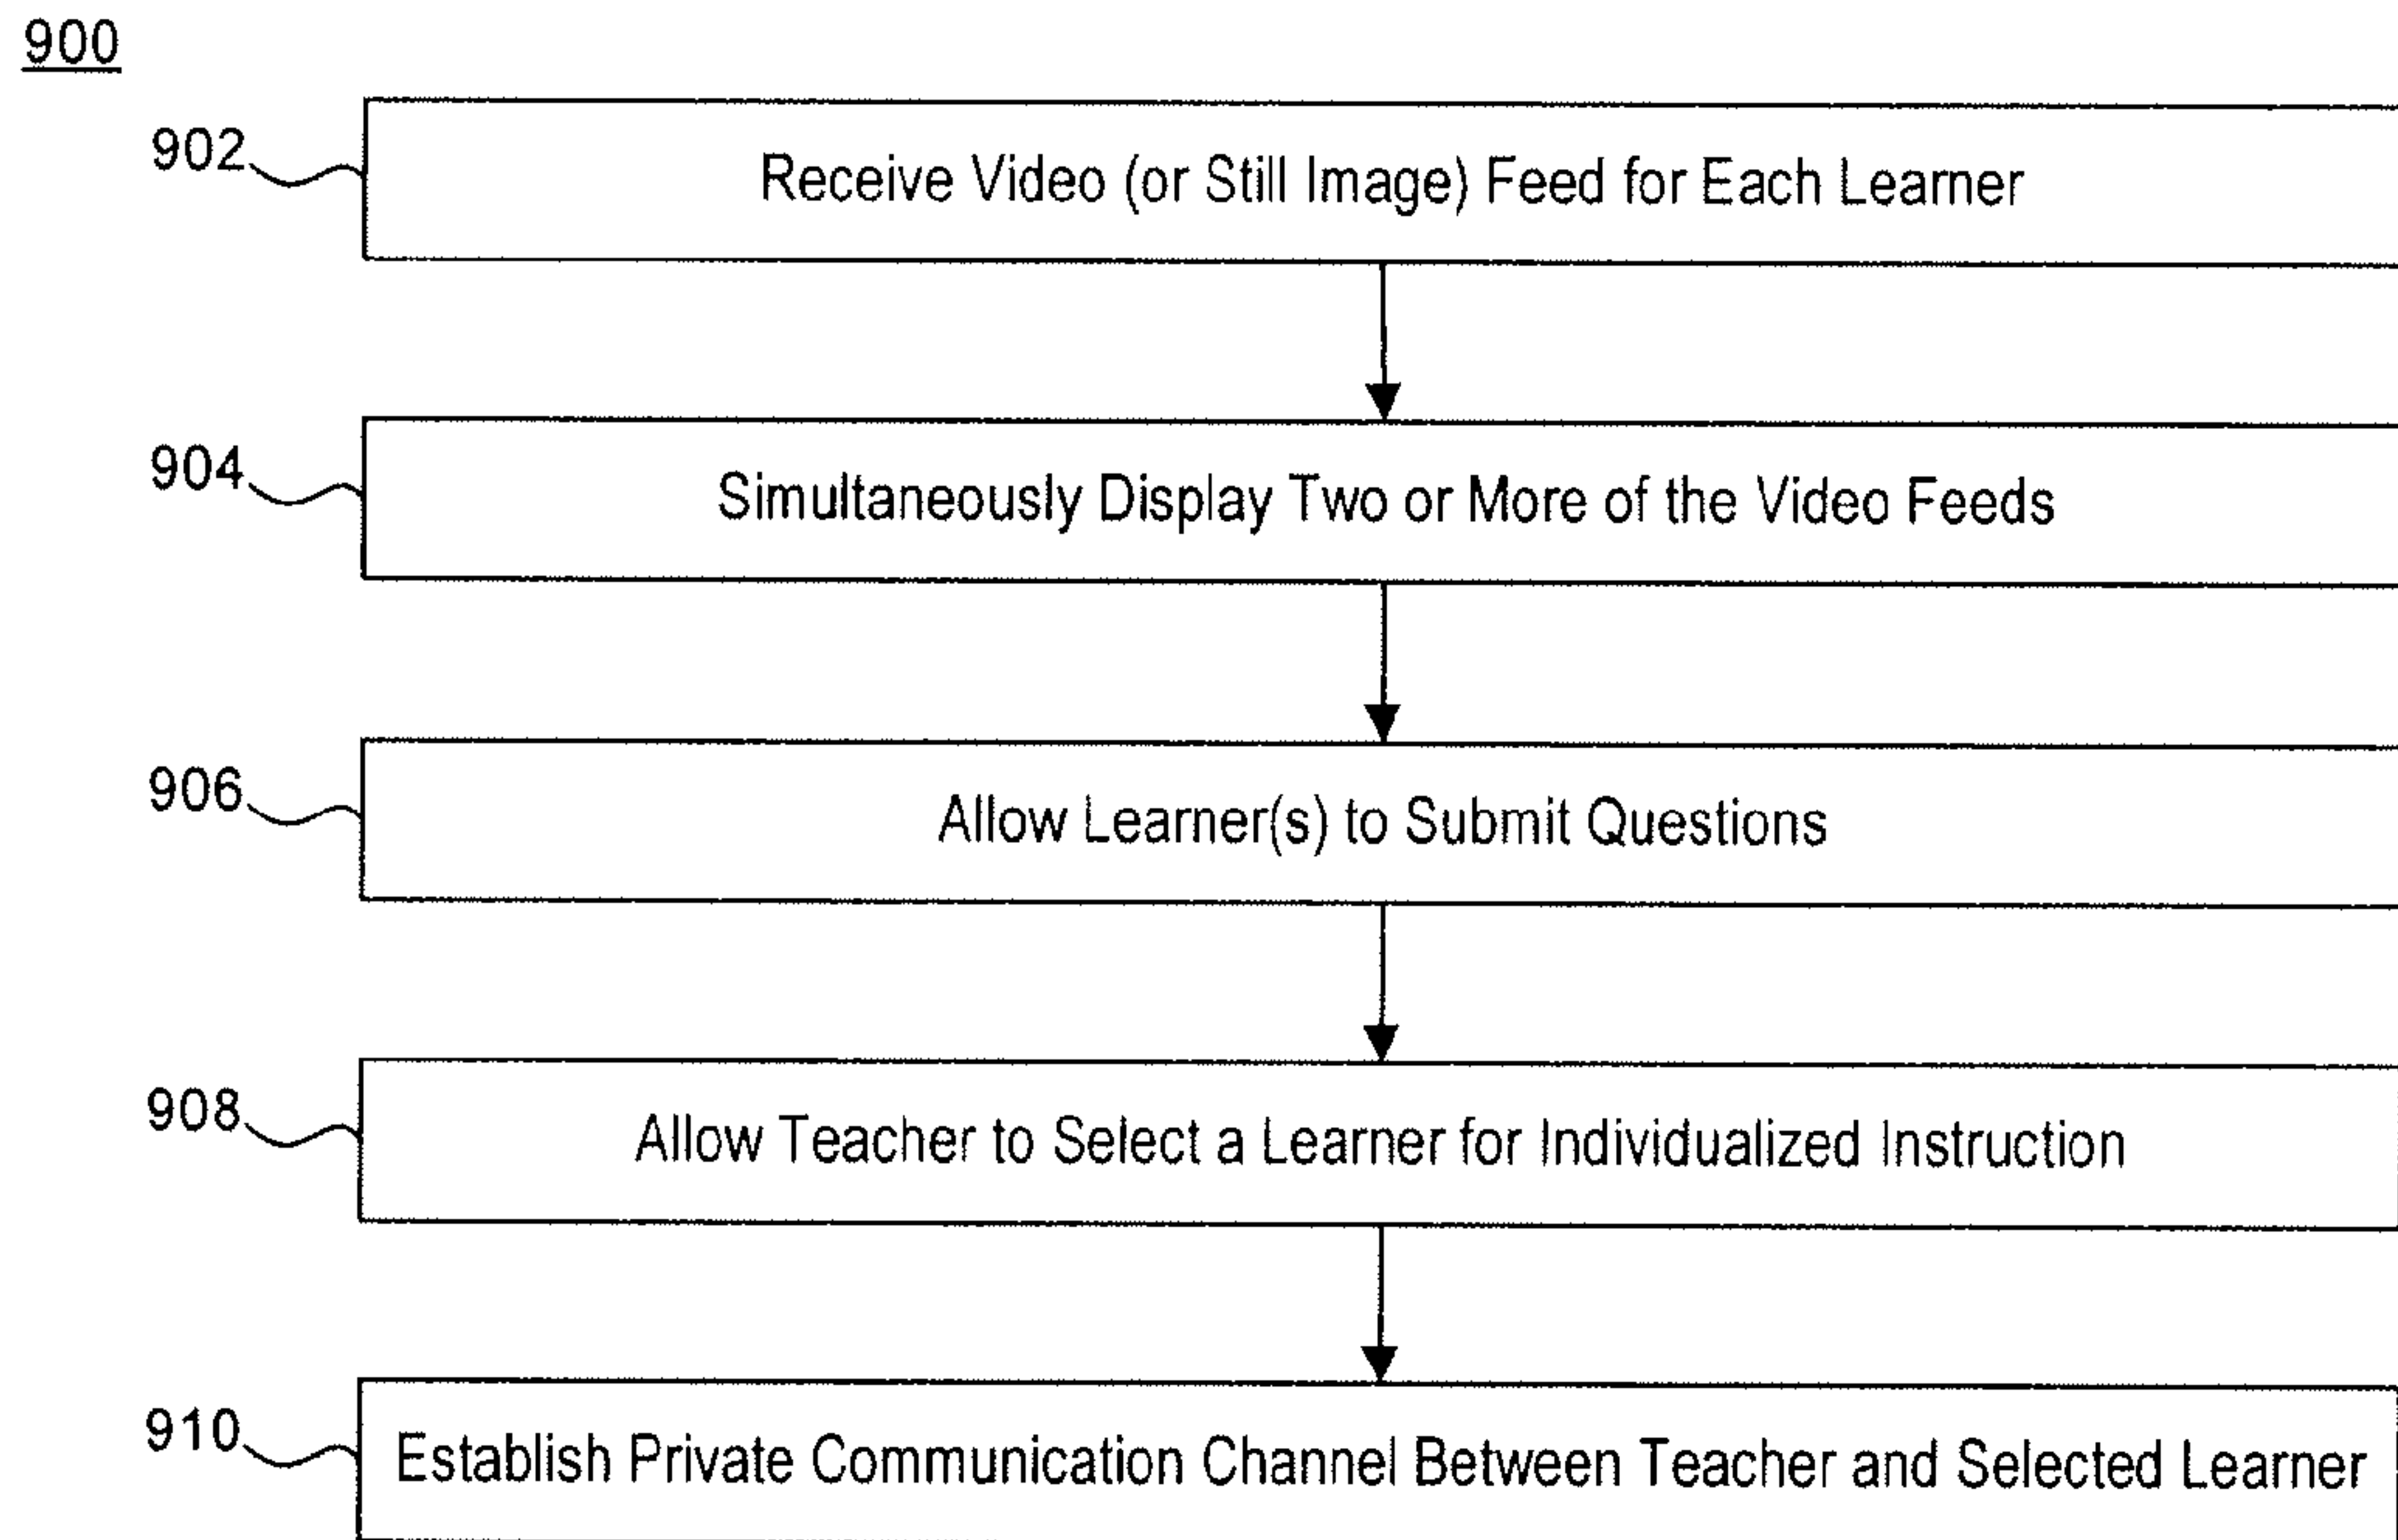 900
902 Receive Video (or Still Image) Feed for Each Learner
904 Simultaneously Display Two or More of the Video Feeds
906 Allow Learner(s) to Submit Questions
908 Allow Teacher to Select a Learner for Individualized Instruction
910 Establish Private Communication Channel Between Teacher and Selected Learner